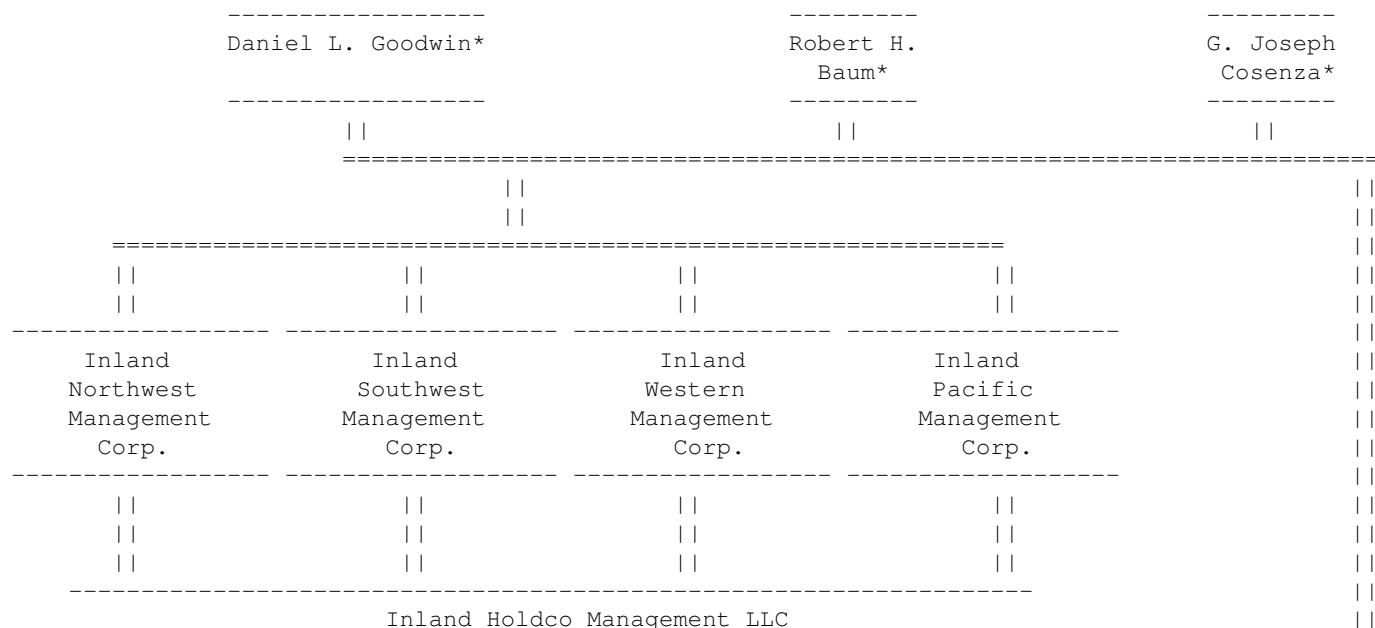 Daniel L. Goodwin* Robert H. G. Joseph
Baum* Cosenza*
Inland Inland Inland Inland
Northwest Southwest Western Pacific
Management Management Management Management
Corp. Corp. Corp. Corp.
Inland Holdco Management LLC